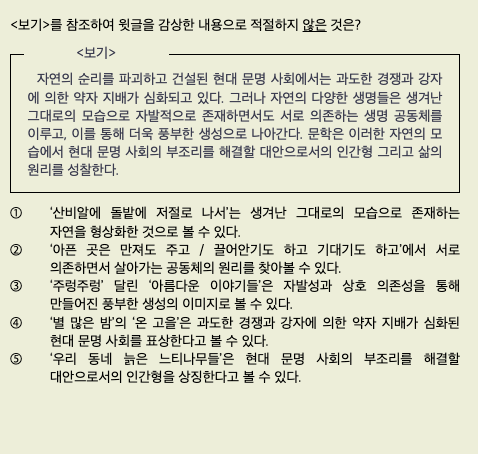 <보기>를 참조하여 윗글을 감상한 내용으로 적절하지 않은 것은?
<보기>
자연의 순리를 파괴하고 건설된 현대 문명 사회에서는 과도한 경쟁과 강자
에 의한 약자 지배가 심화되고 있다. 그러나 자연의 다양한 생명들은 생겨난
그대로의 모습으로 자발적으로 존재하면서도 서로 의존하는 생명 공동체를
이루고, 이를 통해 더욱 풍부한 생성으로 나아간다. 문학은 이러한 자연의 모
습에서 현대 문명 사회의 부조리를 해결할 대안으로서의 인간형 그리고 삶의
원리를 성찰한다.
① ‘산비알에 돌밭에 저절로 나서’는 생겨난 그대로의 모습으로 존재하는
자연을 형상화한 것으로 볼 수 있다.
② ‘아픈 곳은 만져도 주고 / 끌어안기도 하고 기대기도 하고’에서 서로
의존하면서 살아가는 공동체의 원리를 찾아볼 수 있다.
③ ‘주렁주렁’ 달린 ‘아름다운 이야기들’은 자발성과 상호 의존성을 통해
만들어진 풍부한 생성의 이미지로 볼 수 있다.
④ ‘별 많은 밤’의 ‘온 고을’은 과도한 경쟁과 강자에 의한 약자 지배가 심화된
현대 문명 사회를 표상한다고 볼 수 있다.
⑤ ‘우리 동네 늙은 느티나무들’은 현대 문명 사회의 부조리를 해결할
대안으로서의 인간형을 상징한다고 볼 수 있다.